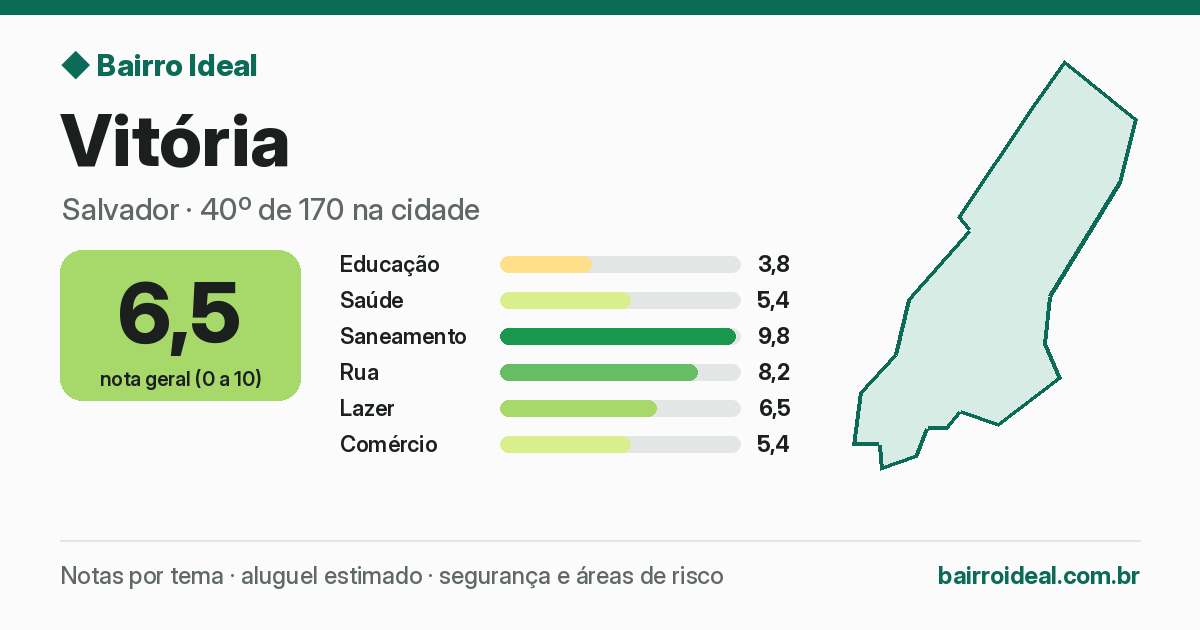 Bairro Ideal
Vitória
Salvador · 40º de 170 na cidade
6,5
nota geral (0 a 10)
Educação 3,8
Saúde 5,4
Saneamento 9,8
Rua 8,2
Lazer 6,5
Comércio 5,4
Notas por tema · aluguel estimado · segurança e áreas de risco
bairroideal.com.br